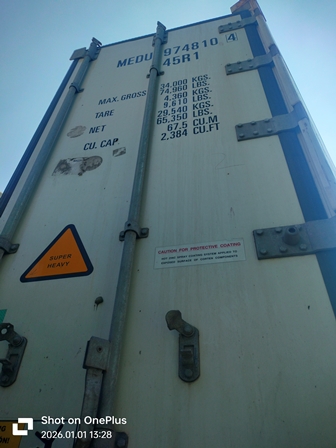 MEDU 974810 4
45R1
MAX. GROSS 34.000 KGS.
74.960 LBS.
TARE 4.360 KGS.
9.610 LBS.
NET 29.640 KGS.
65.350 LBS.
CU. CAP 67.5 CU.M
2,384 CU.FT
SUPER
HEAVY
CAUTION FOR PROTECTIVE COATING
Shot on OnePlus
2026.01.01 13:28